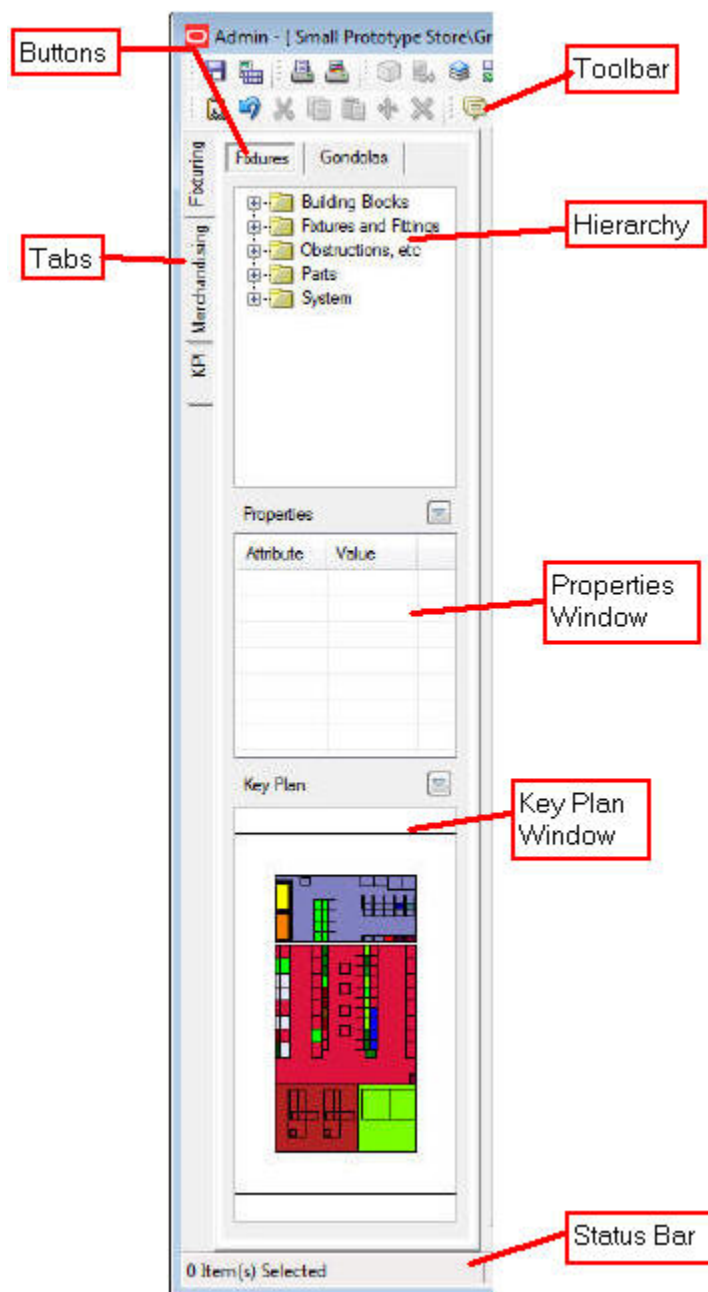 Admin - [ Small Prototype Store\Gr
Buttons
Toolbar
Fixtures
Gondolas
Fixturing
Merchandising
KPI
Tabs
Building Blocks
Fixtures and Fittings
Obstructions, etc
Parts
System
Hierarchy
Properties
Attribute Value
Properties
Window
Key Plan
Key Plan
Window
Status Bar
0 Item(s) Selected